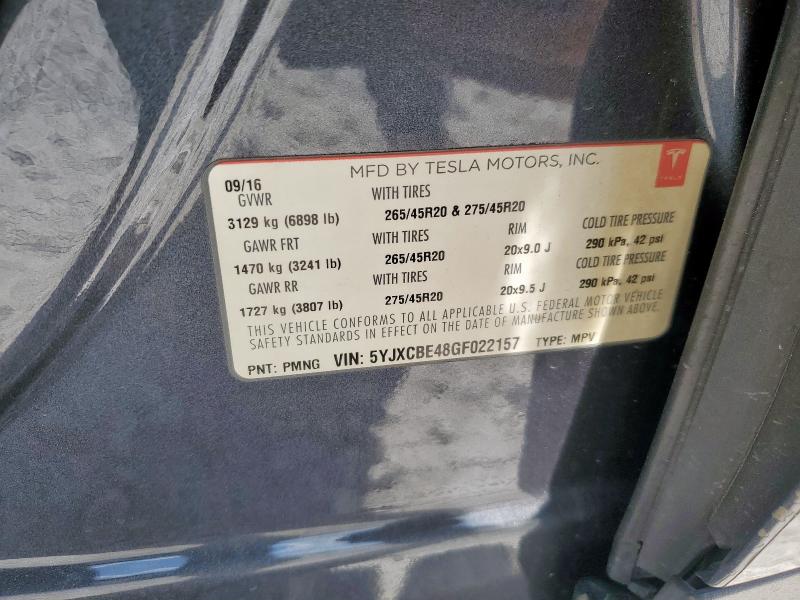 MFD BY TESLA MOTORS, INC.
TESLA
09/16
GVWR WITH TIRES
3129 kg (6898 lb) 265/45R20 & 275/45R20
GAWR FRT WITH TIRES RIM COLD TIRE PRESSURE
1470 kg (3241 lb) 265/45R20 20x9.0 J 290 kPa, 42 psi
GAWR RR WITH TIRES RIM COLD TIRE PRESSURE
1727 kg (3807 lb) 275/45R20 20x9.5 J 290 kPa, 42 psi
THIS VEHICLE CONFORMS TO ALL APPLICABLE U.S. FEDERAL MOTOR VEHICLE
SAFETY STANDARDS IN EFFECT ON THE DATE OF MANUFACTURE SHOWN ABOVE.
PNT: PMNG VIN: 5YJXCBE48GF022157 TYPE: MPV